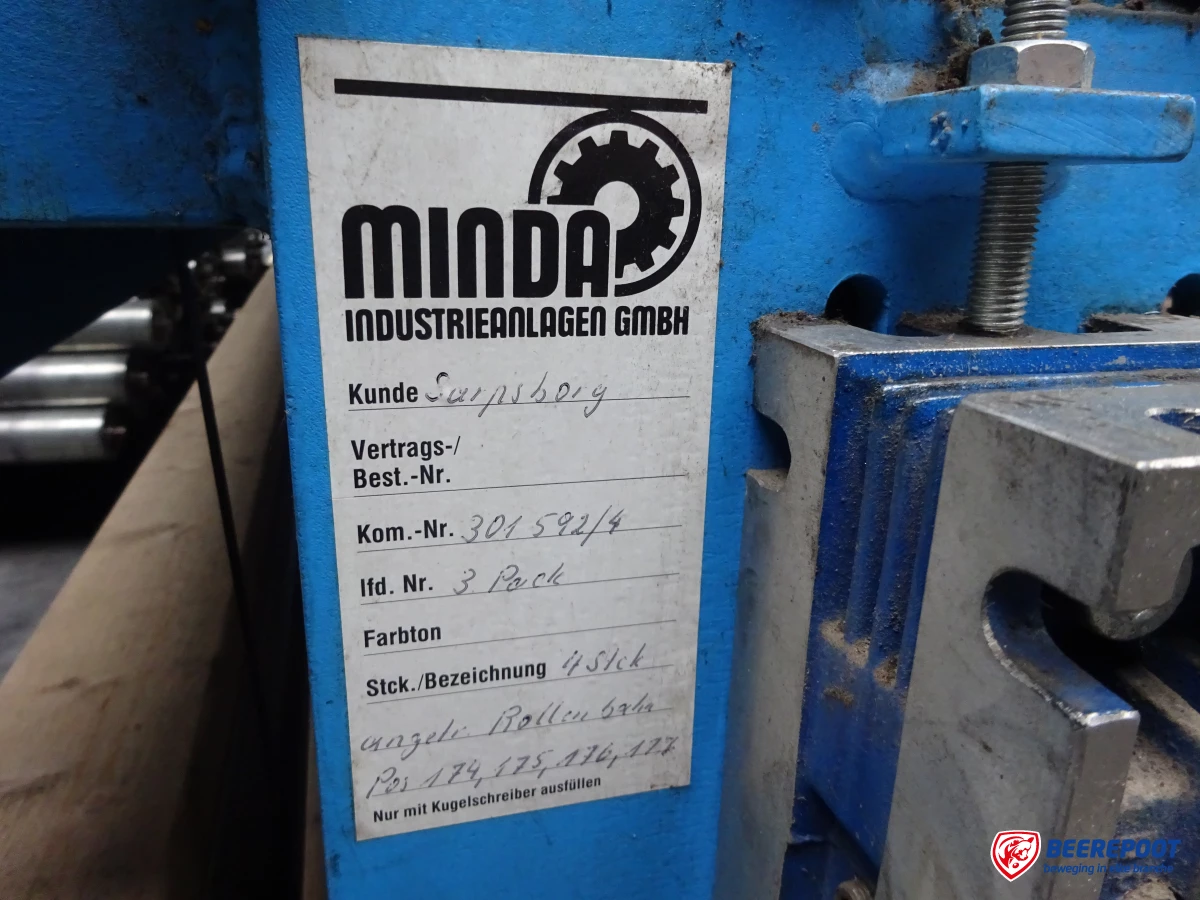 MINDA
INDUSTRIEANLAGEN GMBH
Kunde Sarpsborg
Vertrags-/
Best.-Nr.
Kom.-Nr. 301 592/4
lfd. Nr. 3 Pack
Farbton
Stck./Bezeichnung 4 Stck
angetr. Rollenbahn
Pos 174, 175, 176, 177
Nur mit Kugelschreiber ausfüllen
BEEREPOOT
beweging in